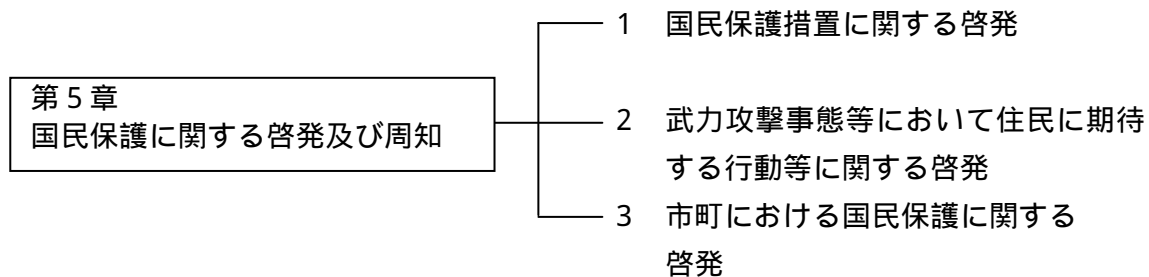 第５章
国民保護に関する啓発及び周知
1 国民保護措置に関する啓発
2 武力攻撃事態等において住民に期待
する行動等に関する啓発
3 市町における国民保護に関する
啓発